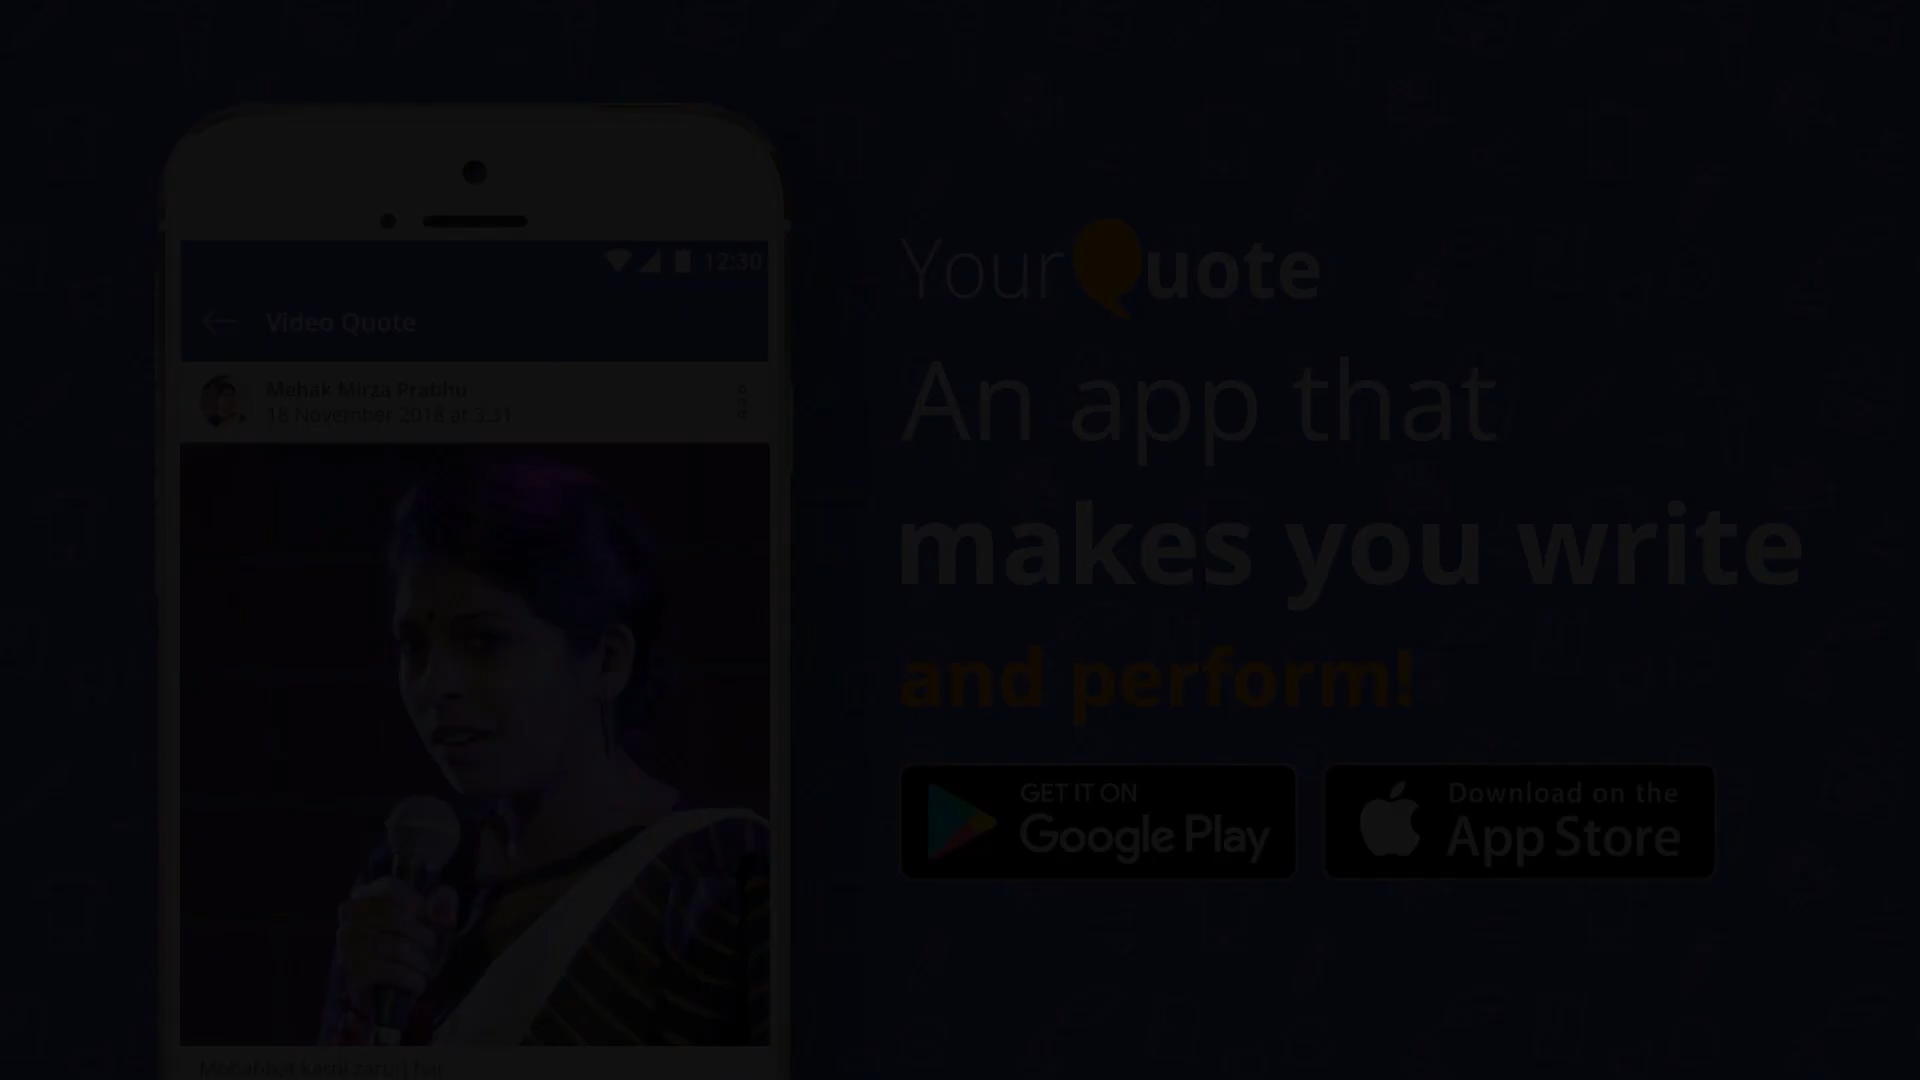 12:30
Video Quote
Mehak Mirza Prabhu
18 November 2018 at 3.31
YourQuote
An app that
makes you write
and perform!
GET IT ON
Google Play
Download on the
App Store